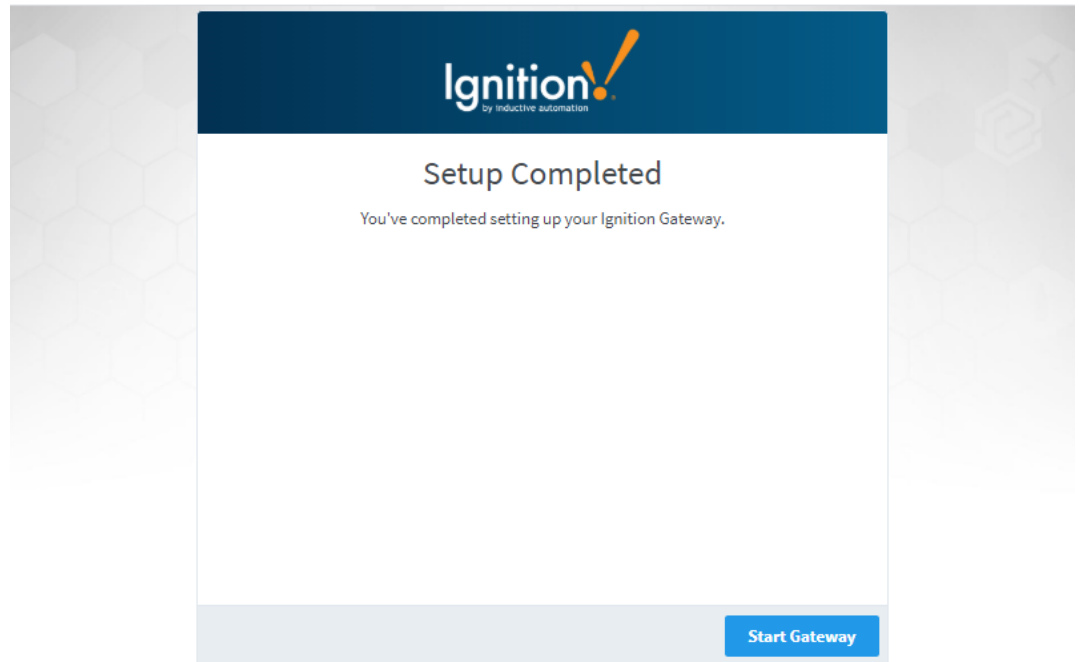 Ignition!
by inductive automation
Setup Completed
You've completed setting up your Ignition Gateway.
Start Gateway